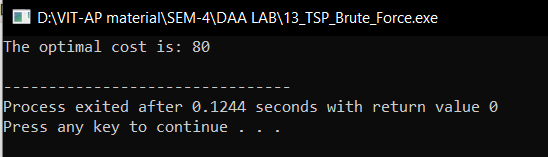 D:\VIT-AP material\SEM-4\DAA LAB\13_TSP_Brute_Force.exe
The optimal cost is: 80
--------------------------------
Process exited after 0.1244 seconds with return value 0
Press any key to continue . . .